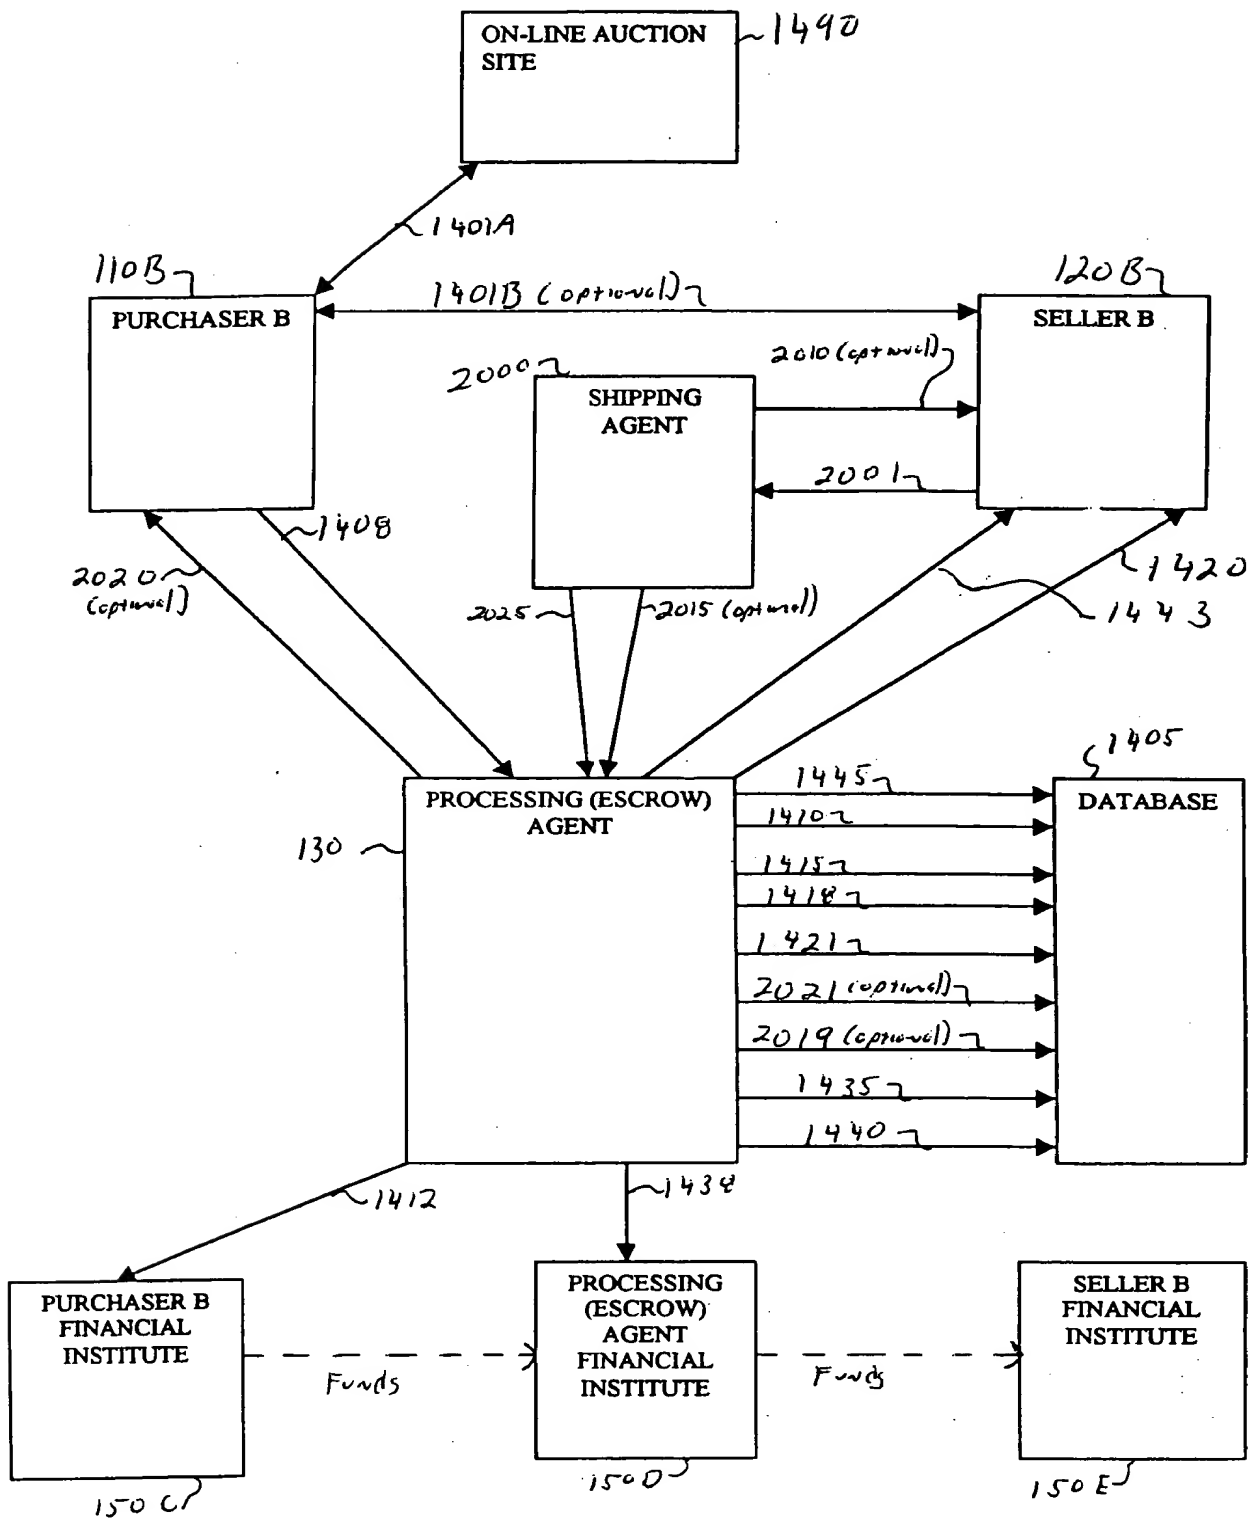 ON-LINE AUCTION
SITE
1490
1401A
110B
1401B (optional)
120B
PURCHASER B
SELLER B
2010 (optional)
2000
SHIPPING
AGENT
2001
1408
2020
(optional)
2025
2015 (optional)
1420
1443
1405
PROCESSING (ESCROW)
AGENT
1445
DATABASE
1410
130
1415
1418
1421
2021 (optional)
2019 (optional)
1435
1440
1412
1438
PURCHASER B
FINANCIAL
INSTITUTE
PROCESSING
(ESCROW)
AGENT
FINANCIAL
INSTITUTE
SELLER B
FINANCIAL
INSTITUTE
Funds
Funds
150C
150D
150E